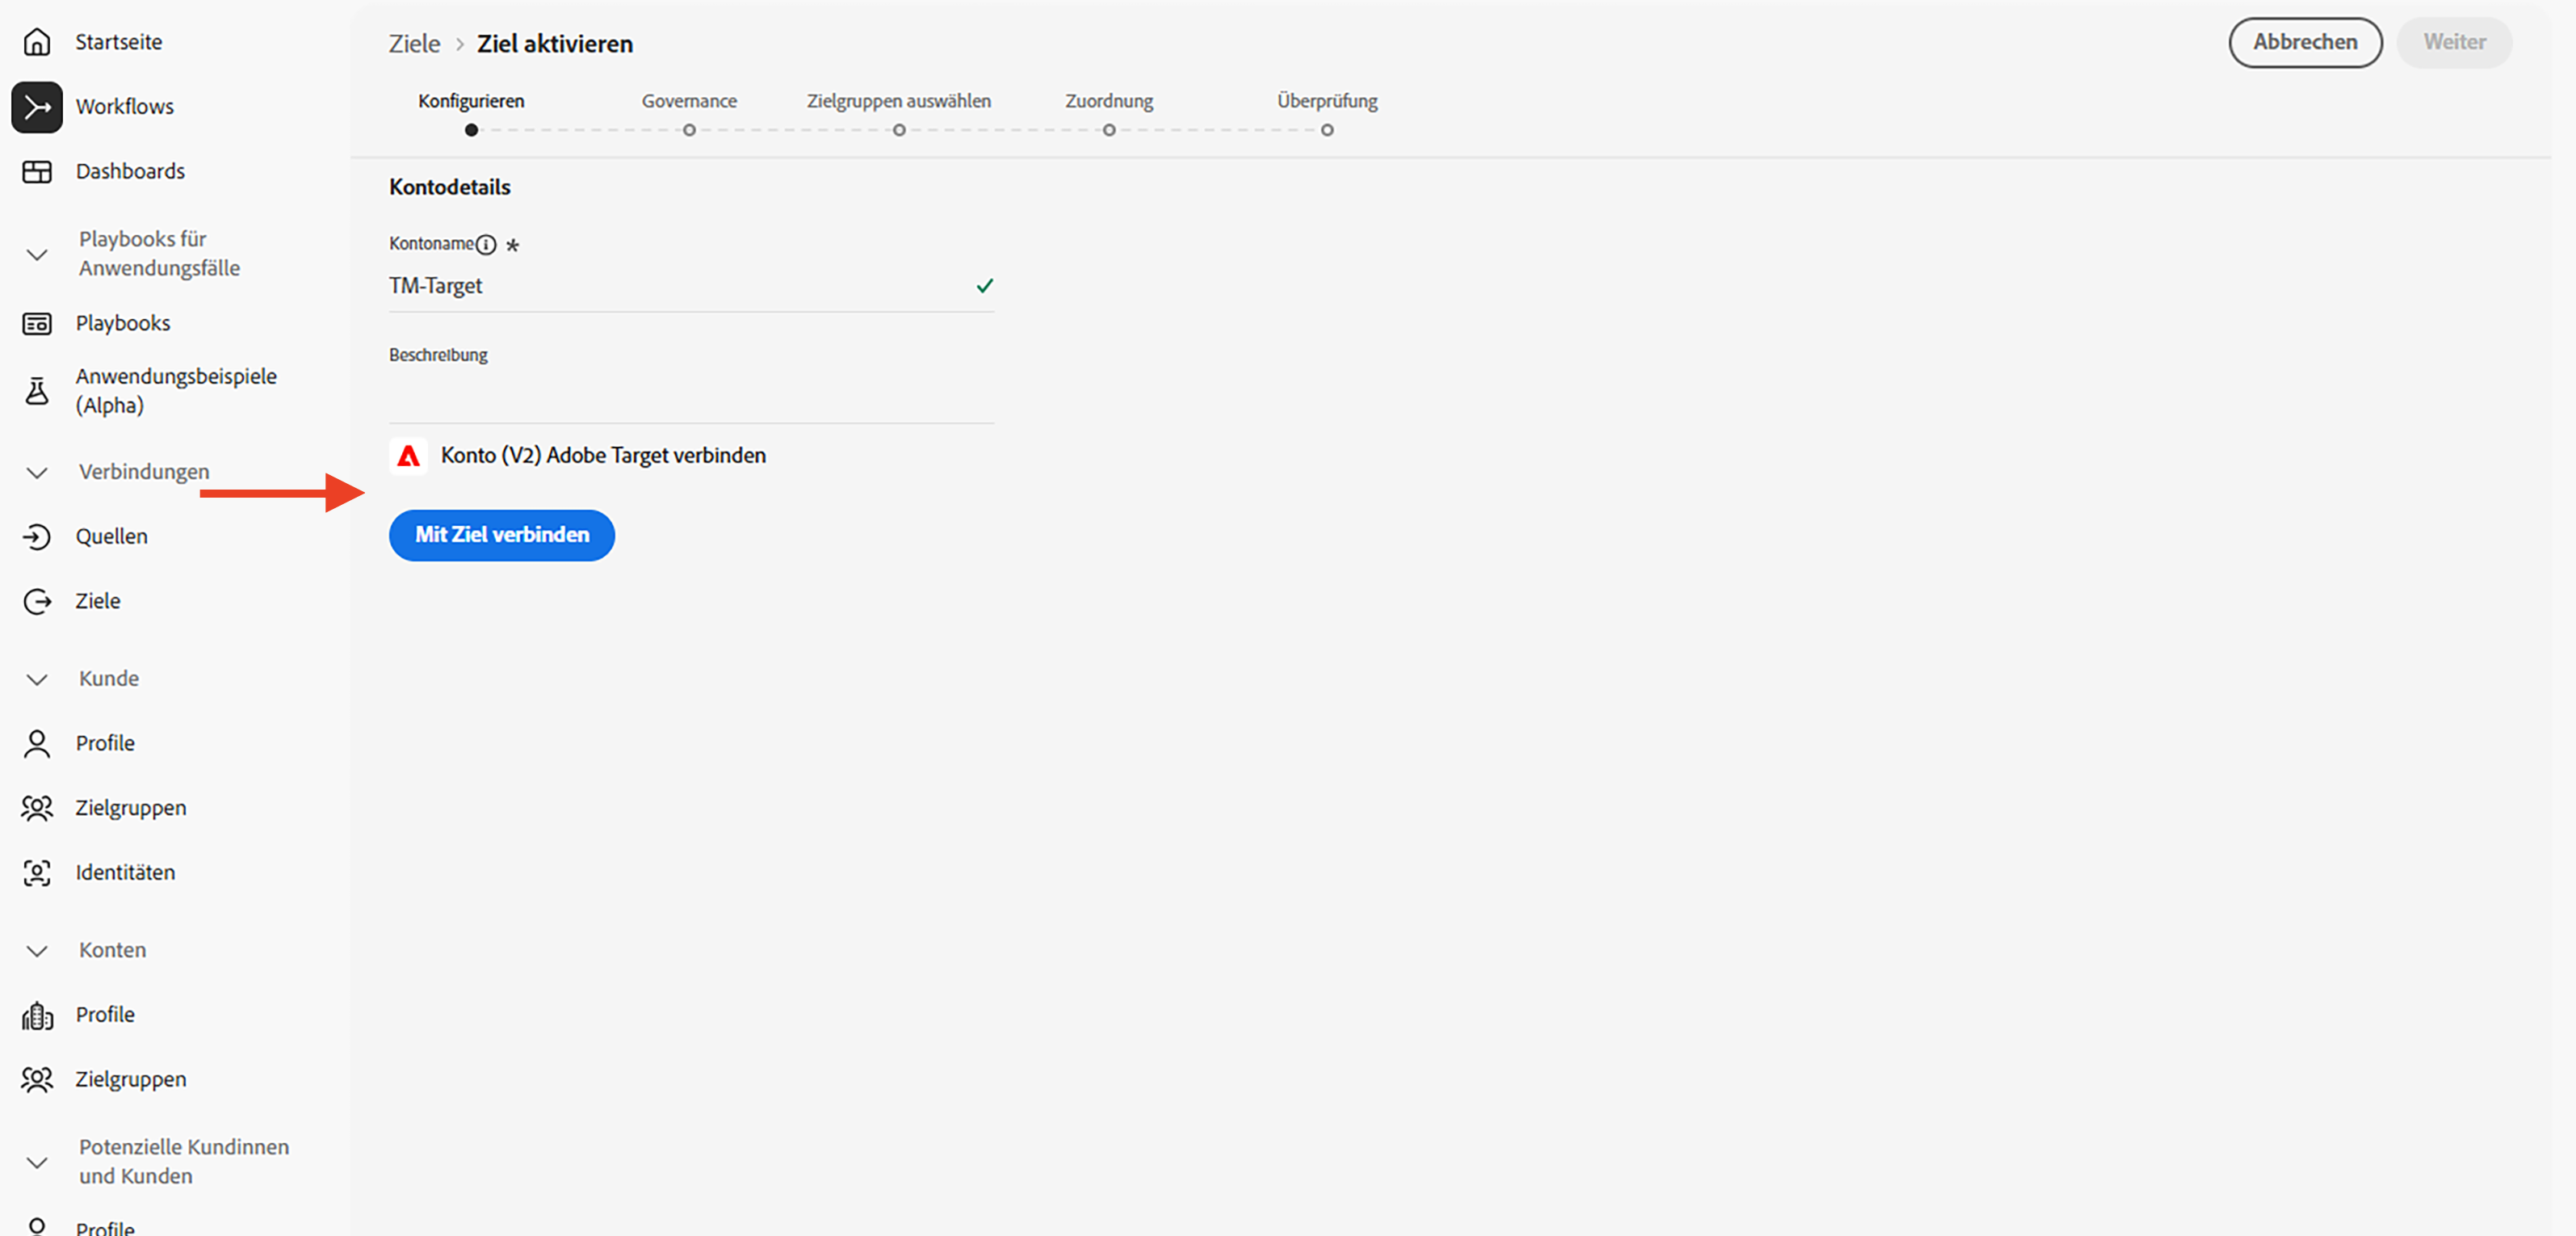 Startseite
Workflows
Dashboards
Playbooks für
Anwendungsfälle
Playbooks
Anwendungsbeispiele
(Alpha)
Verbindungen
Quellen
Ziele
Kunde
Profile
Zielgruppen
Identitäten
Konten
Profile
Zielgruppen
Potenzielle Kundinnen
und Kunden
Profile
Ziele > Ziel aktivieren
Abbrechen
Weiter
Konfigurieren
Governance
Zielgruppen auswählen
Zuordnung
Überprüfung
Kontodetails
Kontoname *
TM-Target
Beschreibung
Konto (V2) Adobe Target verbinden
Mit Ziel verbinden